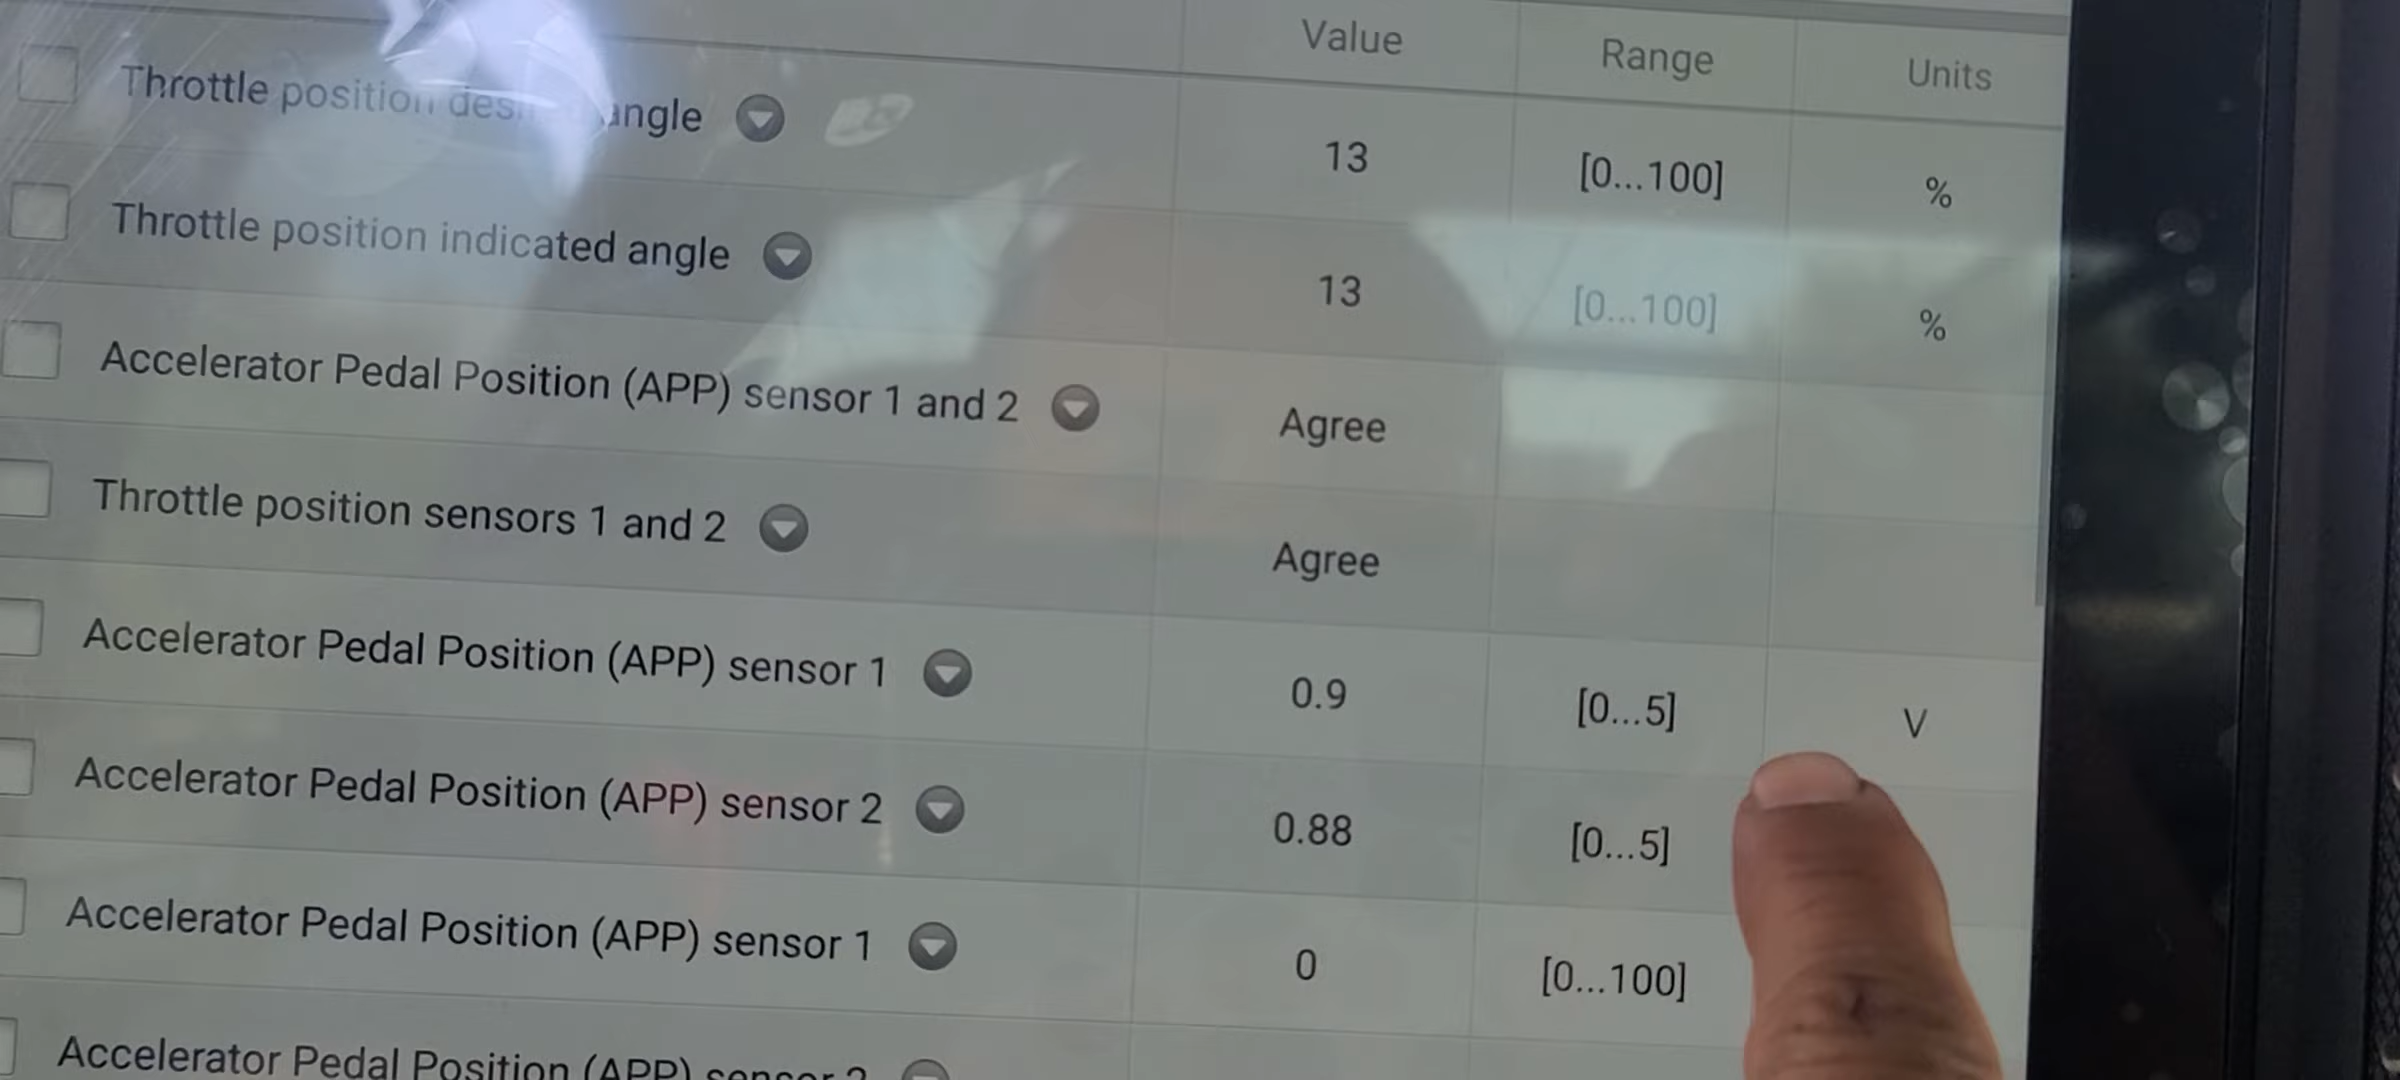 Value Range Units
Throttle position angle 13 [0...100] %
Throttle position indicated angle 13 [0...100] %
Accelerator Pedal Position (APP) sensor 1 and 2 Agree
Throttle position sensors 1 and 2 Agree
Accelerator Pedal Position (APP) sensor 1 0.9 [0...5] V
Accelerator Pedal Position (APP) sensor 2 0.88 [0...5]
Accelerator Pedal Position (APP) sensor 1 0 [0...100]
Accelerator Pedal Position (APP) sensor 2